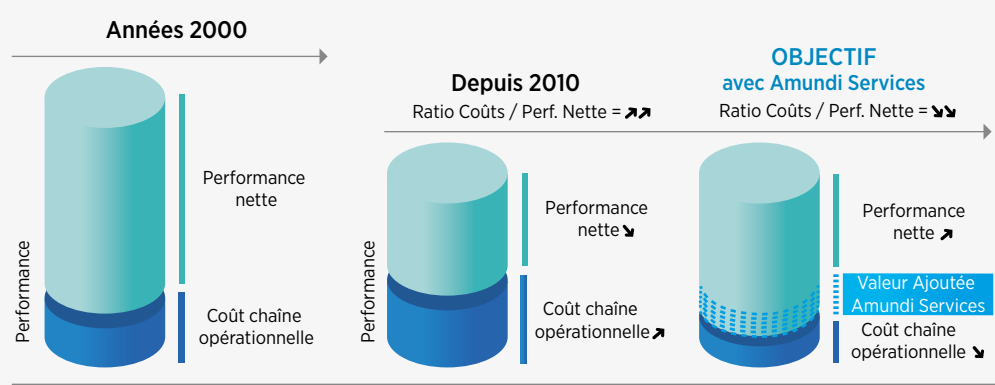 Années 2000
Performance
Performance
nette
Coût chaîne
opérationnelle
Depuis 2010
Ratio Coûts / Perf. Nette = ↗↗
Performance
Performance
nette ↘
Coût chaîne
opérationnelle ↗
OBJECTIF
avec Amundi Services
Ratio Coûts / Perf. Nette = ↘↘
Performance
nette ↗
Valeur Ajoutée
Amundi Services
Coût chaîne
opérationnelle ↘